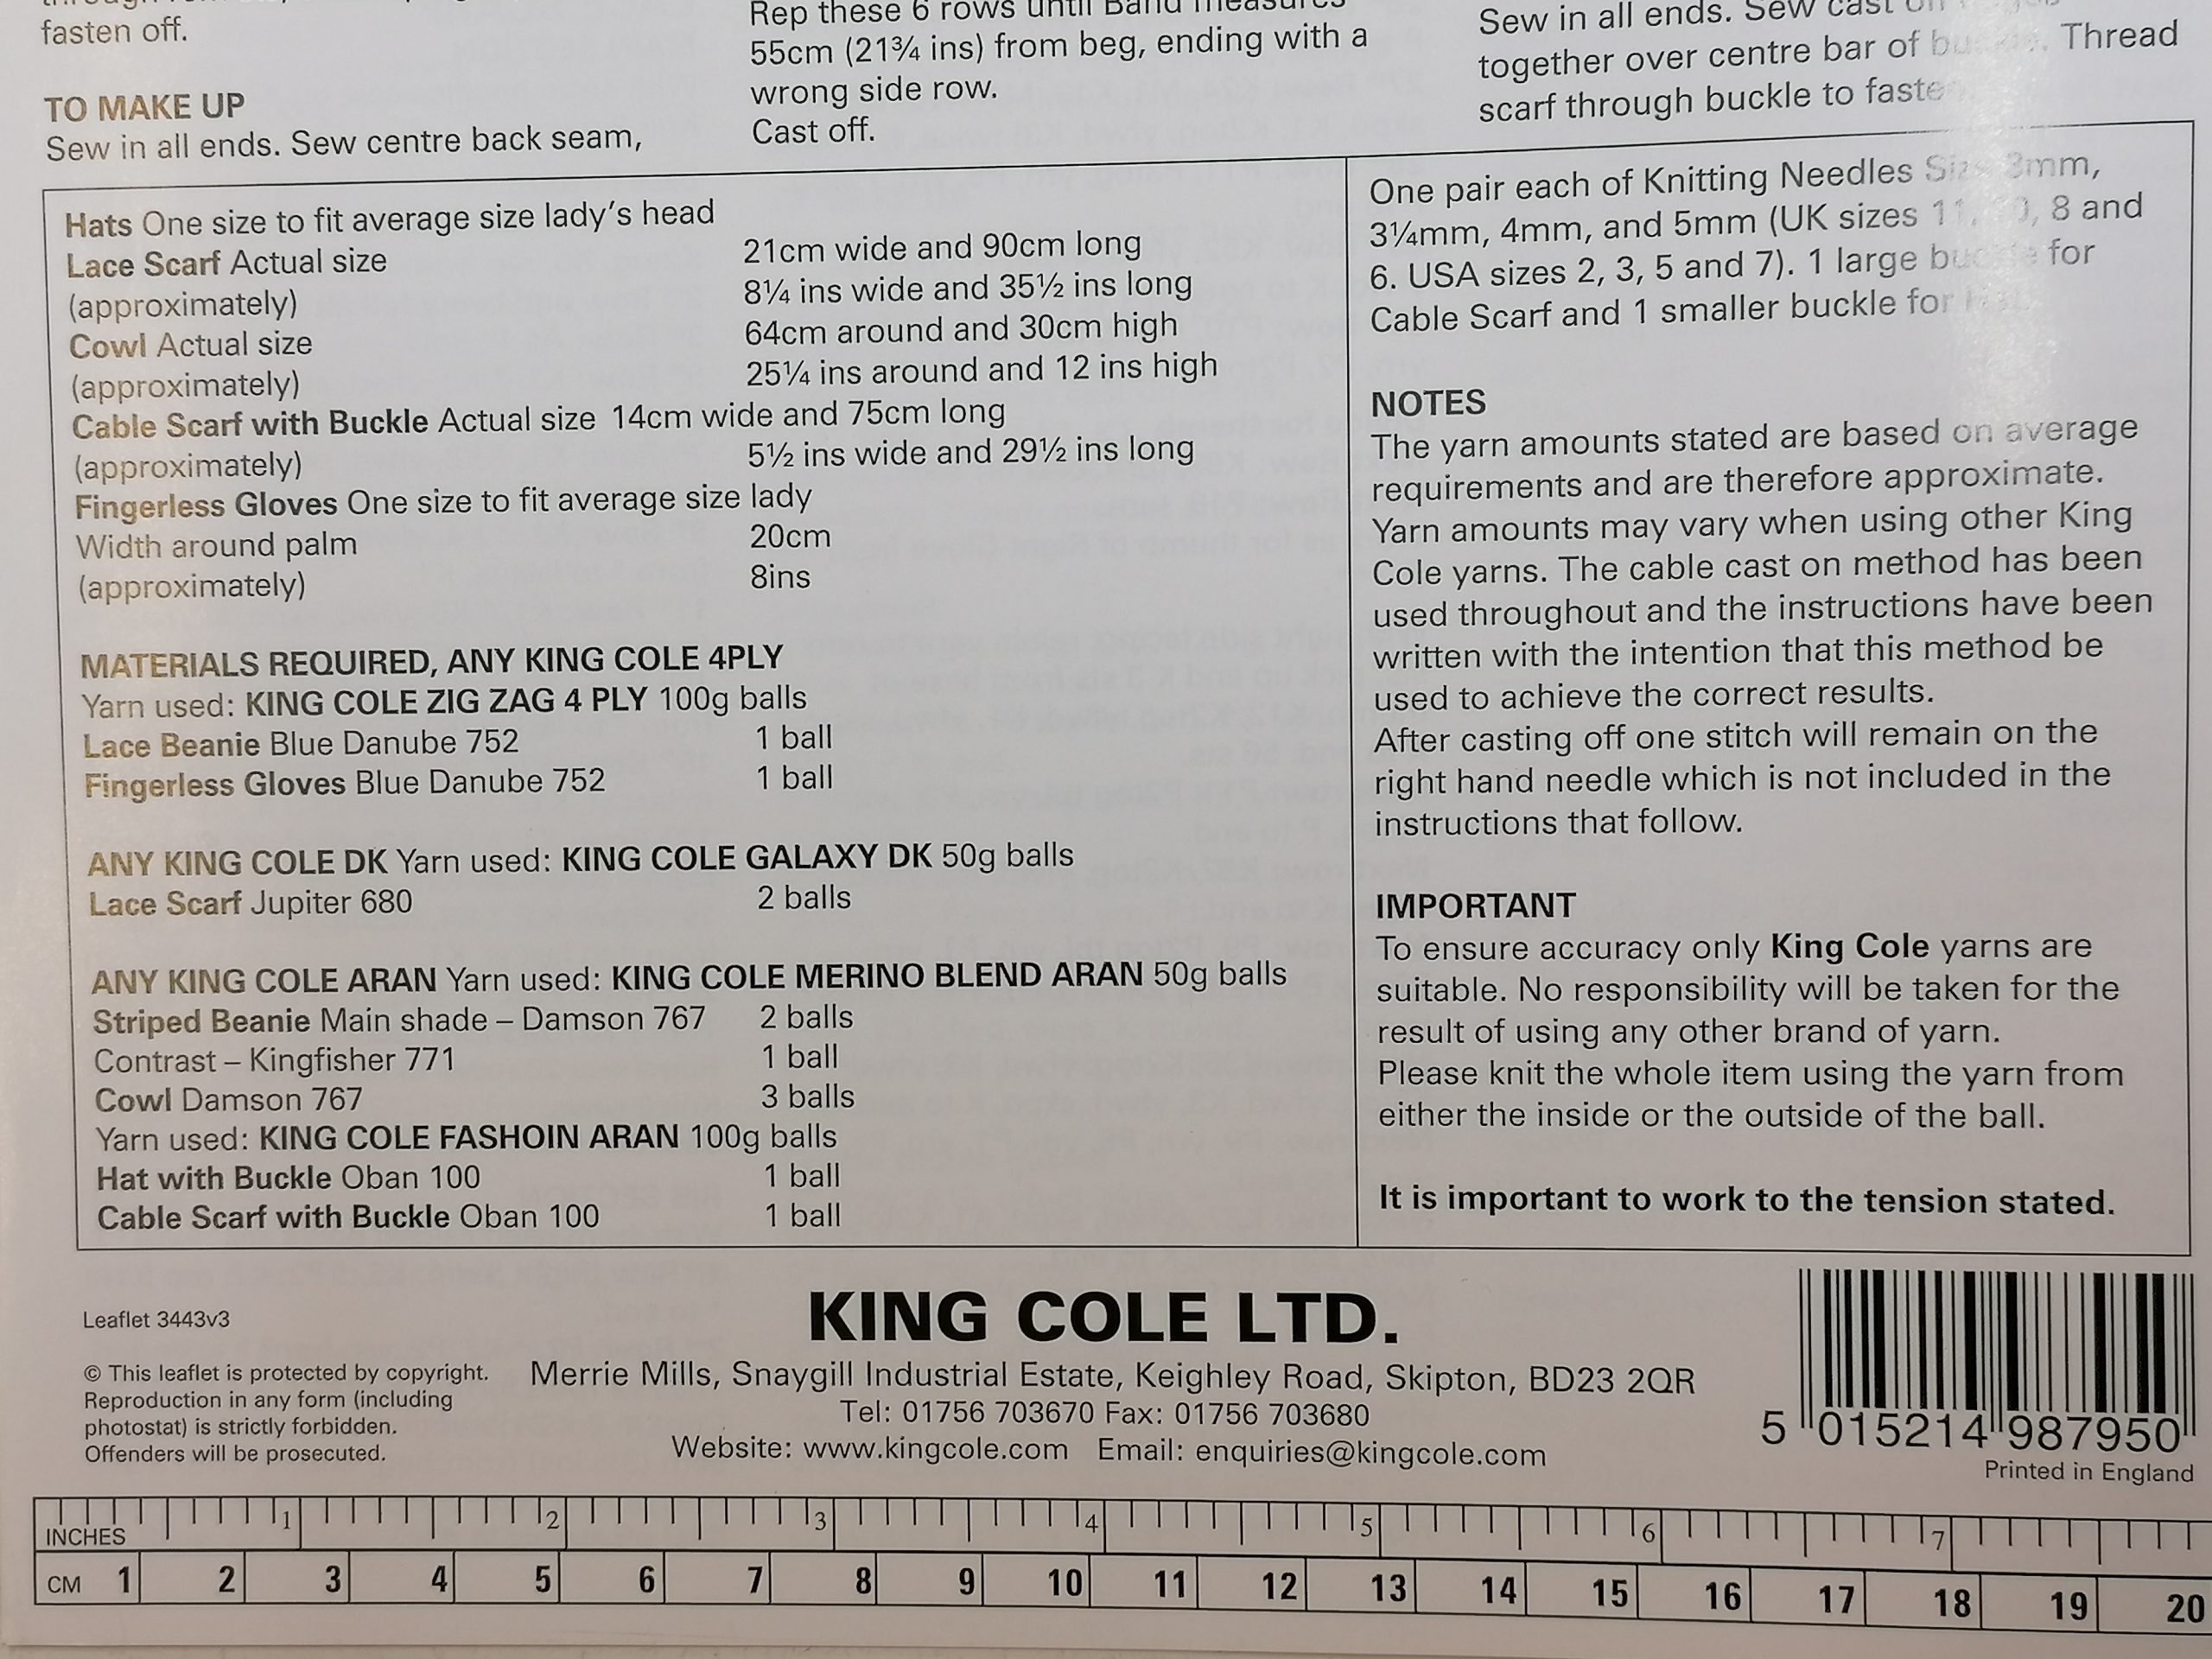 fasten off.
TO MAKE UP
Sew in all ends. Sew centre back seam,
Rep these 6 rows until Band measures
55cm (21¾ ins) from beg, ending with a
wrong side row.
Cast off.
Sew in all ends. Sew cast
together over centre bar of Thread
scarf through buckle to
Hats One size to fit average size lady's head
Lace Scarf Actual size 21cm wide and 90cm long
(approximately) 8¼ ins wide and 35½ ins long
Cowl Actual size 64cm around and 30cm high
(approximately) 25¼ ins around and 12 ins high
Cable Scarf with Buckle Actual size 14cm wide and 75cm long
(approximately) 5½ ins wide and 29½ ins long
Fingerless Gloves One size to fit average size lady
Width around palm 20cm
(approximately) 8ins
MATERIALS REQUIRED, ANY KING COLE 4PLY
Yarn used: KING COLE ZIG ZAG 4 PLY 100g balls
Lace Beanie Blue Danube 752 1 ball
Fingerless Gloves Blue Danube 752 1 ball
ANY KING COLE DK Yarn used: KING COLE GALAXY DK 50g balls
Lace Scarf Jupiter 680 2 balls
ANY KING COLE ARAN Yarn used: KING COLE MERINO BLEND ARAN 50g balls
Striped Beanie Main shade – Damson 767 2 balls
Contrast – Kingfisher 771 1 ball
Cowl Damson 767 3 balls
Yarn used: KING COLE FASHOIN ARAN 100g balls
Hat with Buckle Oban 100 1 ball
Cable Scarf with Buckle Oban 100 1 ball
One pair each of Knitting Needles Size 3mm,
3¼mm, 4mm, and 5mm (UK sizes 11, 8 and
6. USA sizes 2, 3, 5 and 7). 1 large buckle for
Cable Scarf and 1 smaller buckle for
NOTES
The yarn amounts stated are based on average
requirements and are therefore approximate.
Yarn amounts may vary when using other King
Cole yarns. The cable cast on method has been
used throughout and the instructions have been
written with the intention that this method be
used to achieve the correct results.
After casting off one stitch will remain on the
right hand needle which is not included in the
instructions that follow.
IMPORTANT
To ensure accuracy only King Cole yarns are
suitable. No responsibility will be taken for the
result of using any other brand of yarn.
Please knit the whole item using the yarn from
either the inside or the outside of the ball.
It is important to work to the tension stated.
Leaflet 3443v3
© This leaflet is protected by copyright.
Reproduction in any form (including
photostat) is strictly forbidden.
Offenders will be prosecuted.
KING COLE LTD.
Merrie Mills, Snaygill Industrial Estate, Keighley Road, Skipton, BD23 2QR
Tel: 01756 703670 Fax: 01756 703680
Website: www.kingcole.com Email: enquiries@kingcole.com
5 015214 987950
Printed in England
INCHES 1 2 3 4 5 6 7
CM 1 2 3 4 5 6 7 8 9 10 11 12 13 14 15 16 17 18 19 20